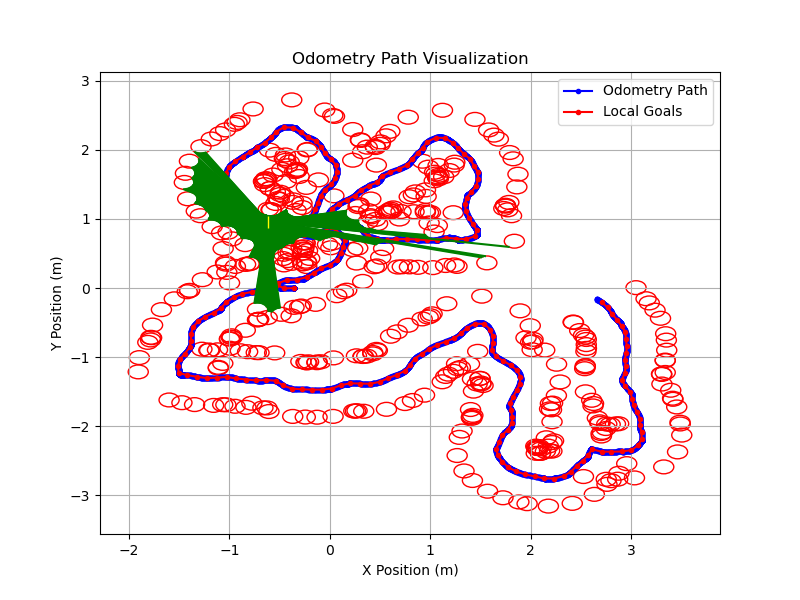 Odometry Path Visualization
Odometry Path
Local Goals
Y Position (m)
3
2
1
0
−1
−2
−3
−2
−1
0
1
2
3
X Position (m)